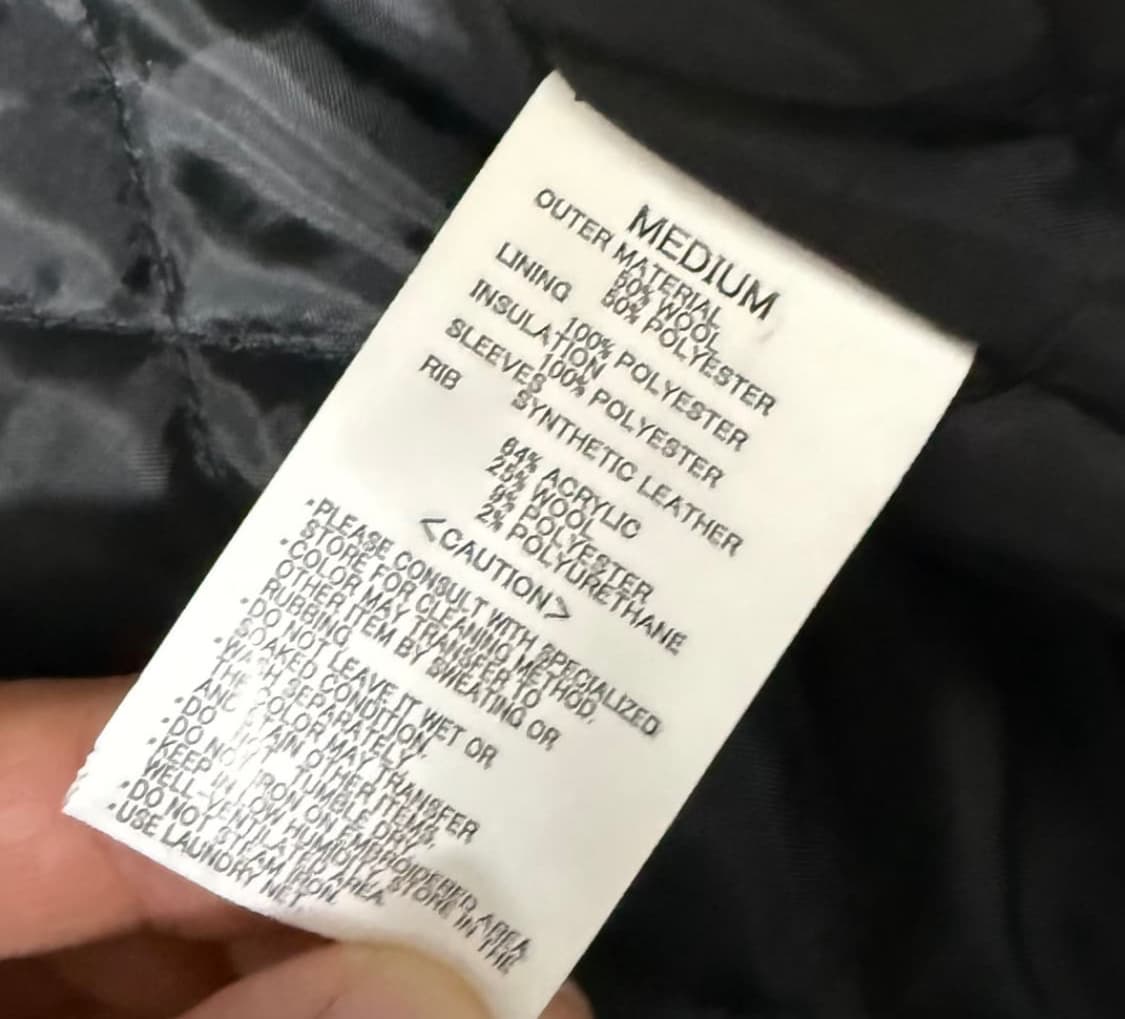 MEDIUM
OUTER MATERIAL
50% WOOL
50% POLYESTER
LINING
100% POLYESTER
INSULATION
100% POLYESTER
SLEEVES
SYNTHETIC LEATHER
RIB
64% ACRYLIC
25% WOOL
9% POLYESTER
2% POLYURETHANE
<CAUTION>
・PLEASE CONSULT WITH SPECIALIZED
STORE FOR CLEANING METHOD.
・COLOR MAY TRANSFER TO
OTHER ITEM BY SWEATING OR
RUBBING
・DO NOT LEAVE IT WET OR
SOAKED CONDITION.
・WASH SEPARATELY.
THE COLOR MAY TRANSFER
AND STAIN OTHER ITEMS.
・DO NOT TUMBLE DRY.
・DO NOT IRON ON EMBROIDERED AREA
・KEEP IN LOW HUMIDITY, STORE IN THE
WELL-VENTILATED AREA
・DO NOT STEAM IRON.
・USE LAUNDRY NET.